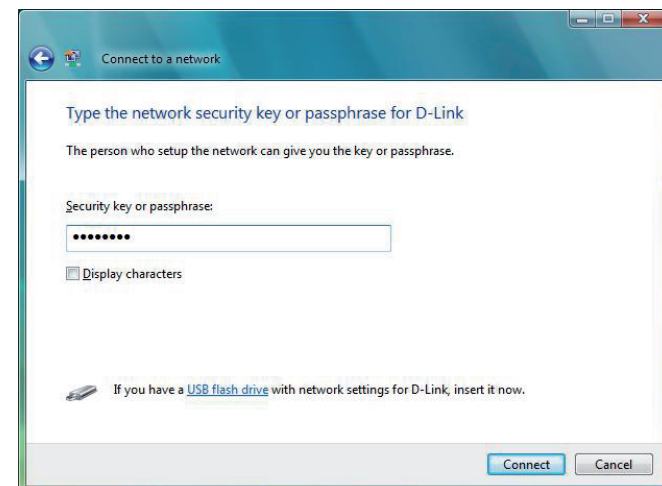 Connect to a network
Type the network security key or passphrase for D-Link
The person who setup the network can give you the key or passphrase.
Security key or passphrase:
••••••••
Display characters
If you have a USB flash drive with network settings for D-Link, insert it now.
Connect Cancel